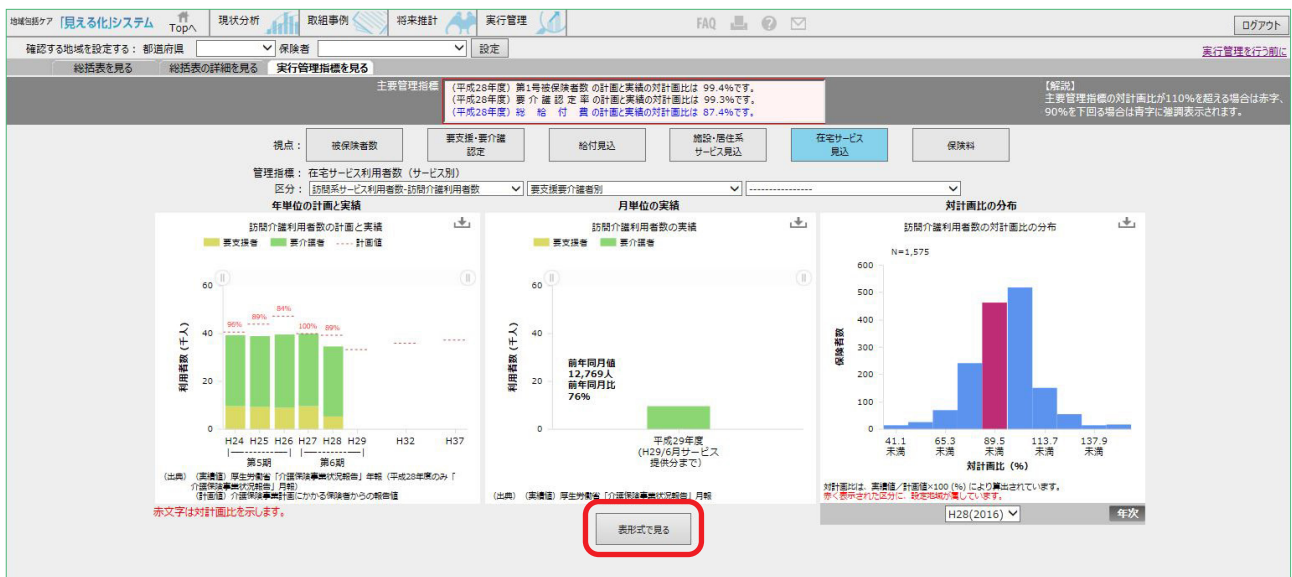 地域包括ケア「見える化」システム Topへ 現状分析 取組事例 将来推計 実行管理 FAQ ログアウト
確認する地域を設定する： 都道府県 保険者 設定 実行管理を行う前に
総括表を見る 総括表の詳細を見る 実行管理指標を見る
主要管理指標
（平成28年度）第1号被保険者数 の計画と実績の対計画比は 99.4%です。
（平成28年度）要 介 護 認 定 率 の計画と実績の対計画比は 99.3%です。
（平成28年度）総 給 付 費 の計画と実績の対計画比は 87.4%です。
【解説】
主要管理指標の対計画比が110%を超える場合は赤字、
90%を下回る場合は青字に強調表示されます。
視点： 被保険者数 要支援・要介護認定 給付見込 施設・居住系サービス見込 在宅サービス見込 保険料
管理指標： 在宅サービス利用者数（サービス別）
区分： 訪問系サービス利用者数-訪問介護利用者数 要支援要介護者別 ----------------
年単位の計画と実績
訪問介護利用者数の計画と実績
要支援者 要介護者 ---- 計画値
利用者数（千人）
60
40
20
0
96% 89% 84% 100% 89%
H24 H25 H26 H27 H28 H29 H32 H37
|-----------| |-----------|
第5期 第6期
（出典）（実績値）厚生労働省「介護保険事業状況報告」年報（平成28年度のみ「
介護保険事業状況報告」月報）
（計画値）介護保険事業計画にかかる保険者からの報告値
赤文字は対計画比を示します。
月単位の実績
訪問介護利用者数の実績
要支援者 要介護者
利用者数（千人）
60
40
20
0
前年同月値
12,769人
前年同月比
76%
平成29年度
(H29/6月サービス
提供分まで)
（出典）（実績値）厚生労働省「介護保険事業状況報告」月報
対計画比の分布
訪問介護利用者数の対計画比の分布
N=1,575
保険者数
600
500
400
300
200
100
0
41.1 65.3 89.5 113.7 137.9
未満 未満 未満 未満 未満
対計画比（%）
対計画比は、実績値／計画値×100 (%) により算出されています。
赤く表示された区分に、設定地域が属しています。
H28(2016) 年次
表形式で見る